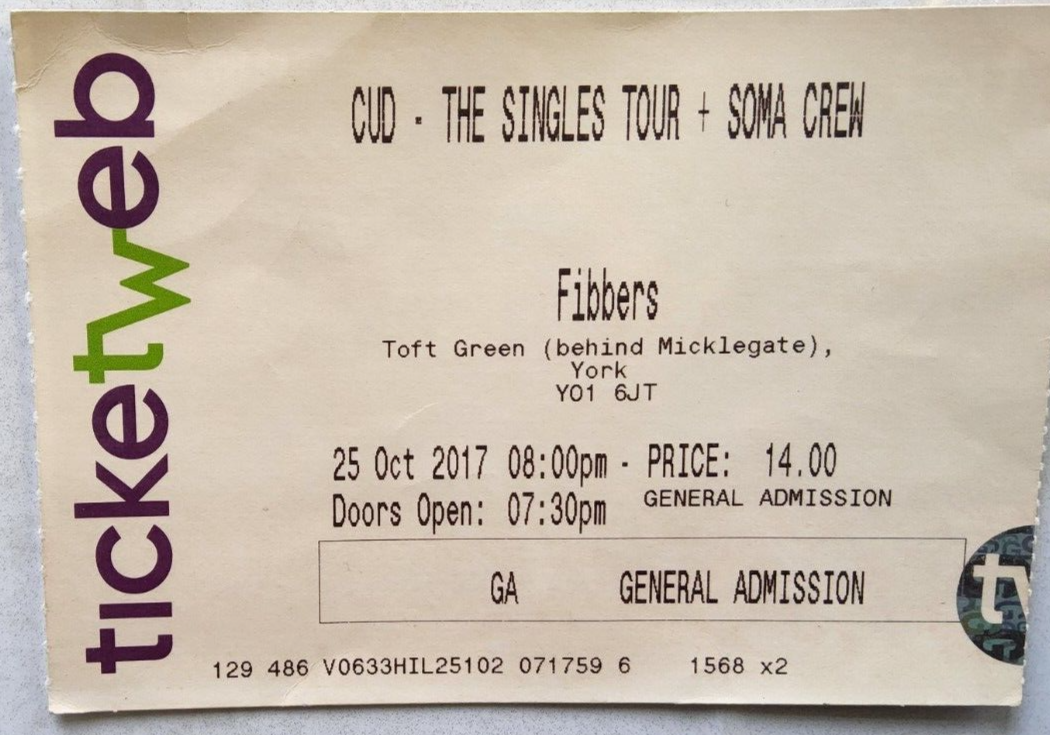 ticketweb
CUD - THE SINGLES TOUR + SOMA CREW
Fibbers
Toft Green (behind Micklegate),
York
YO1 6JT
25 Oct 2017 08:00pm - PRICE: 14.00
Doors Open: 07:30pm GENERAL ADMISSION
GA GENERAL ADMISSION
129 486 V0633HIL25102 071759 6 1568 x2